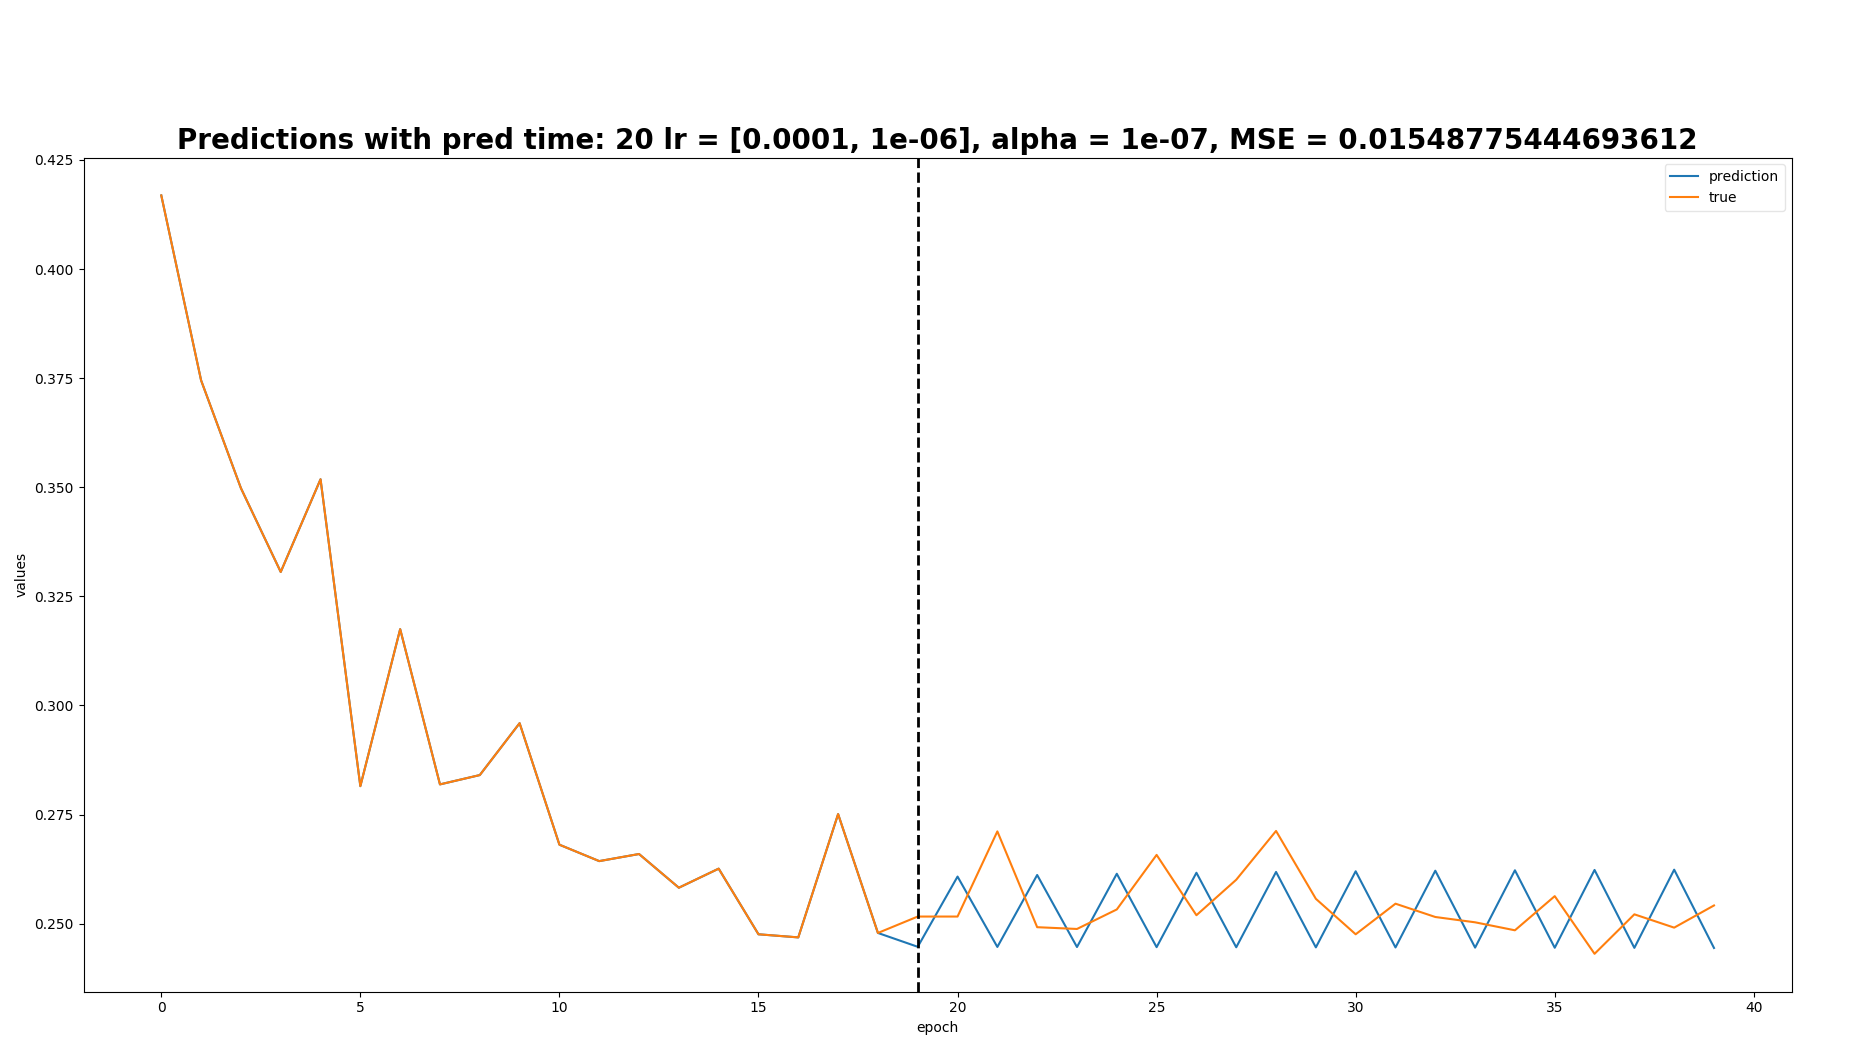 Predictions with pred time: 20 lr = [0.0001, 1e-06], alpha = 1e-07, MSE = 0.01548775444693612
prediction
true
0.425
0.400
0.375
0.350
0.325
0.300
0.275
0.250
values
0 5 10 15 20 25 30 35 40
epoch